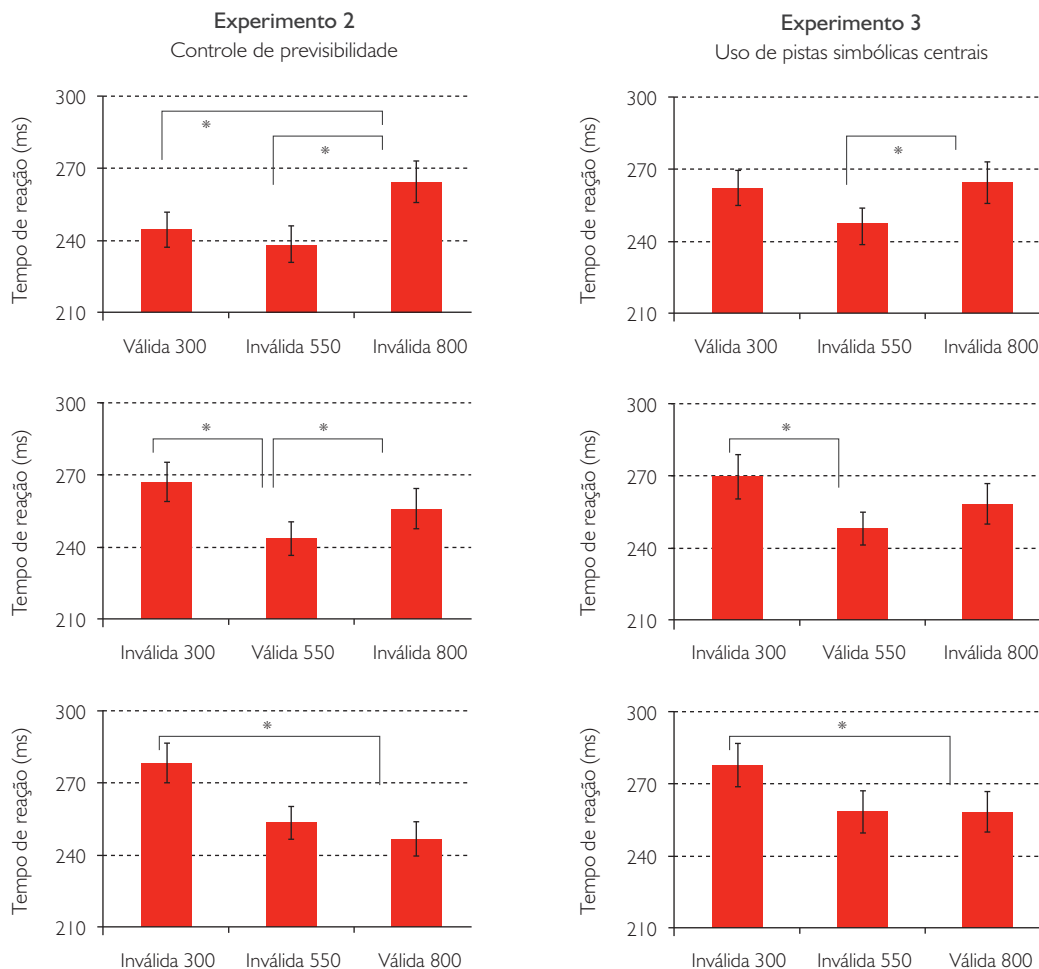 Experimento 2
Controle de previsibilidade
Tempo de reação (ms)
300
270
240
210
*
*
Válida 300 Inválida 550 Inválida 800
Tempo de reação (ms)
300
270
240
210
* *
Inválida 300 Válida 550 Inválida 800
Tempo de reação (ms)
300
270
240
210
*
Inválida 300 Inválida 550 Válida 800
Experimento 3
Uso de pistas simbólicas centrais
Tempo de reação (ms)
300
270
240
210
*
Válida 300 Inválida 550 Inválida 800
Tempo de reação (ms)
300
270
240
210
*
Inválida 300 Válida 550 Inválida 800
Tempo de reação (ms)
300
270
240
210
*
Inválida 300 Inválida 550 Válida 800